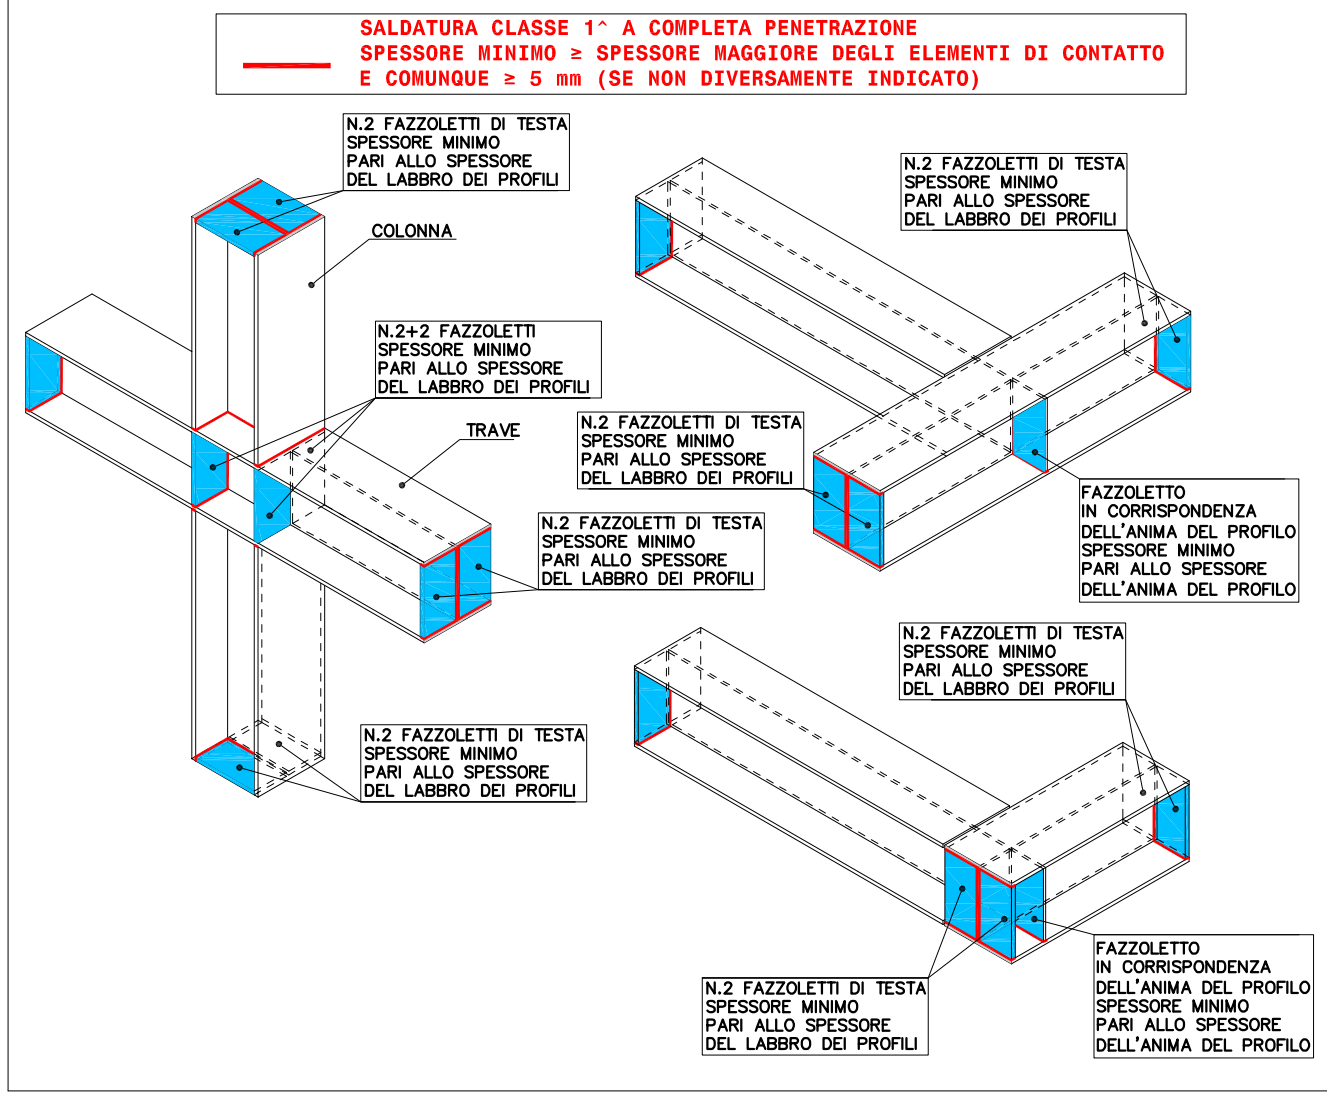 SALDATURA CLASSE 1^ A COMPLETA PENETRAZIONE
SPESSORE MINIMO ≥ SPESSORE MAGGIORE DEGLI ELEMENTI DI CONTATTO
E COMUNQUE ≥ 5 mm (SE NON DIVERSAMENTE INDICATO)
N.2 FAZZOLETTI DI TESTA
SPESSORE MINIMO
PARI ALLO SPESSORE
DEL LABBRO DEI PROFILI
COLONNA
N.2+2 FAZZOLETTI
SPESSORE MINIMO
PARI ALLO SPESSORE
DEL LABBRO DEI PROFILI
TRAVE
N.2 FAZZOLETTI DI TESTA
SPESSORE MINIMO
PARI ALLO SPESSORE
DEL LABBRO DEI PROFILI
N.2 FAZZOLETTI DI TESTA
SPESSORE MINIMO
PARI ALLO SPESSORE
DEL LABBRO DEI PROFILI
N.2 FAZZOLETTI DI TESTA
SPESSORE MINIMO
PARI ALLO SPESSORE
DEL LABBRO DEI PROFILI
N.2 FAZZOLETTI DI TESTA
SPESSORE MINIMO
PARI ALLO SPESSORE
DEL LABBRO DEI PROFILI
FAZZOLETTO
IN CORRISPONDENZA
DELL'ANIMA DEL PROFILO
SPESSORE MINIMO
PARI ALLO SPESSORE
DELL'ANIMA DEL PROFILO
N.2 FAZZOLETTI DI TESTA
SPESSORE MINIMO
PARI ALLO SPESSORE
DEL LABBRO DEI PROFILI
N.2 FAZZOLETTI DI TESTA
SPESSORE MINIMO
PARI ALLO SPESSORE
DEL LABBRO DEI PROFILI
FAZZOLETTO
IN CORRISPONDENZA
DELL'ANIMA DEL PROFILO
SPESSORE MINIMO
PARI ALLO SPESSORE
DELL'ANIMA DEL PROFILO